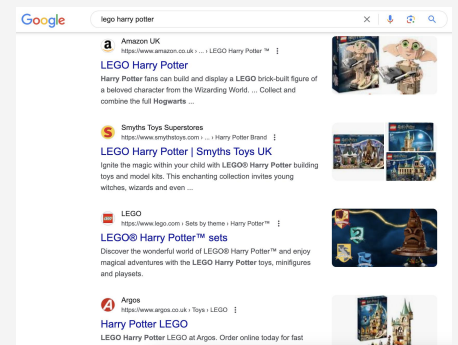 Google
lego harry potter
Amazon UK
https://www.amazon.co.uk › ... › LEGO Harry Potter ™
LEGO Harry Potter
Harry Potter fans can build and display a LEGO brick-built figure of
a beloved character from the Wizarding World. ... Collect and
combine the full Hogwarts ...
Smyths Toys Superstores
https://www.smythstoys.com › ... › Harry Potter Brand
LEGO Harry Potter | Smyths Toys UK
Ignite the magic within your child with LEGO® Harry Potter building
toys and model kits. This enchanting collection invites young
witches, wizards and even ...
LEGO
https://www.lego.com › Sets by theme › Harry Potter™
LEGO® Harry Potter™ sets
Discover the wonderful world of LEGO® Harry Potter™ and enjoy
magical adventures with the LEGO Harry Potter toys, minifigures
and playsets.
Argos
https://www.argos.co.uk › Toys › LEGO
Harry Potter LEGO
LEGO Harry Potter LEGO at Argos. Order online today for fast